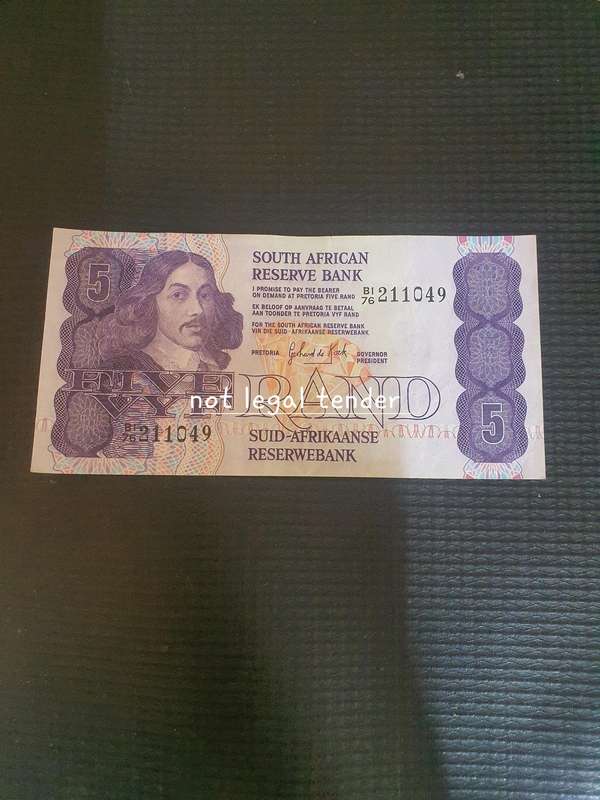 5
SOUTH AFRICAN
RESERVE BANK
I PROMISE TO PAY THE BEARER
ON DEMAND AT PRETORIA FIVE RAND
BI/76 211049
EK BELOOF OP AANVRAAG TE BETAAL
AAN TOONDER TE PRETORIA VYF RAND
FOR THE SOUTH AFRICAN RESERVE BANK
VIR DIE SUID-AFRIKAANSE RESERWEBANK
PRETORIA Gerhard de Kock GOVERNOR
PRESIDENT
FIVE RAND
VYF
not legal tender
BI/76 211049
SUID-AFRIKAANSE
RESERWEBANK
5